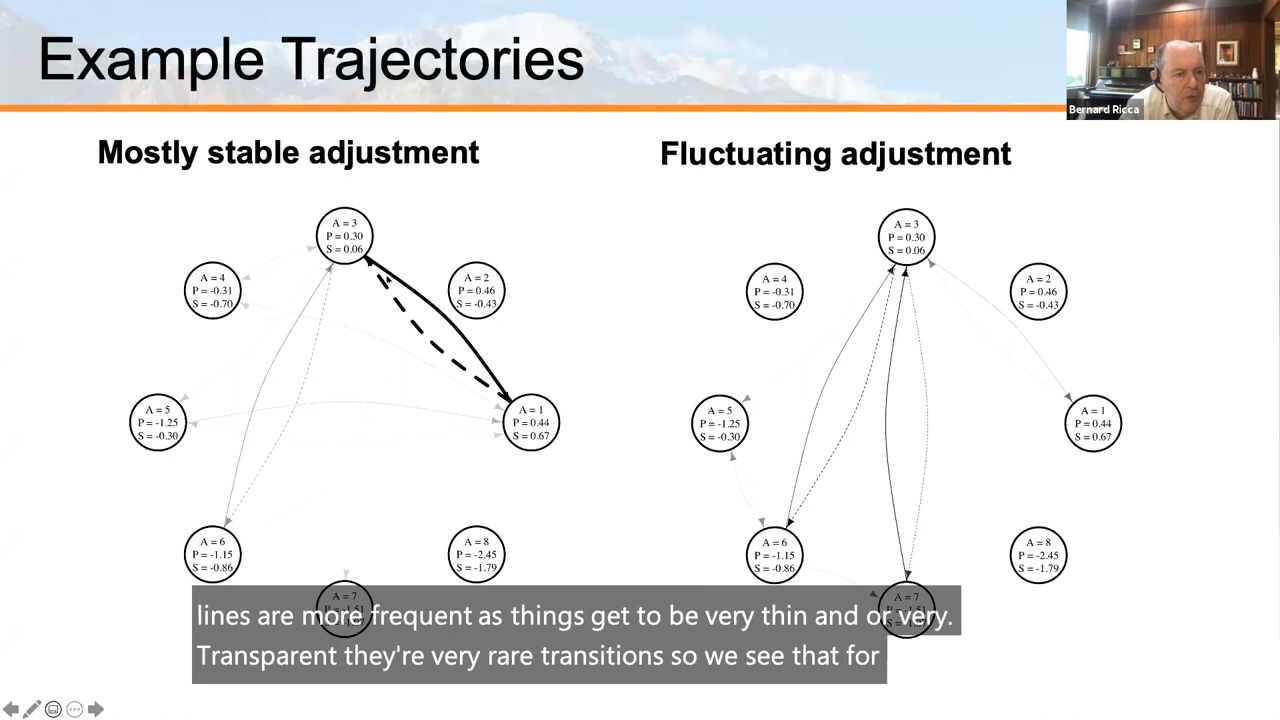 Example Trajectories
Bernard Ricca
Mostly stable adjustment
Fluctuating adjustment
A = 3
P = 0.30
S = 0.06
A = 4
P = -0.31
S = -0.70
A = 2
P = 0.46
S = -0.43
A = 5
P = -1.25
S = -0.30
A = 1
P = 0.44
S = 0.67
A = 6
P = -1.15
S = -0.86
A = 8
P = -2.45
S = -1.79
A = 7
A = 3
P = 0.30
S = 0.06
A = 4
P = -0.31
S = -0.70
A = 2
P = 0.46
S = -0.43
A = 5
P = -1.25
S = -0.30
A = 1
P = 0.44
S = 0.67
A = 6
P = -1.15
S = -0.86
A = 8
P = -2.45
S = -1.79
A = 7
lines are more frequent as things get to be very thin and or very.
Transparent they're very rare transitions so we see that for